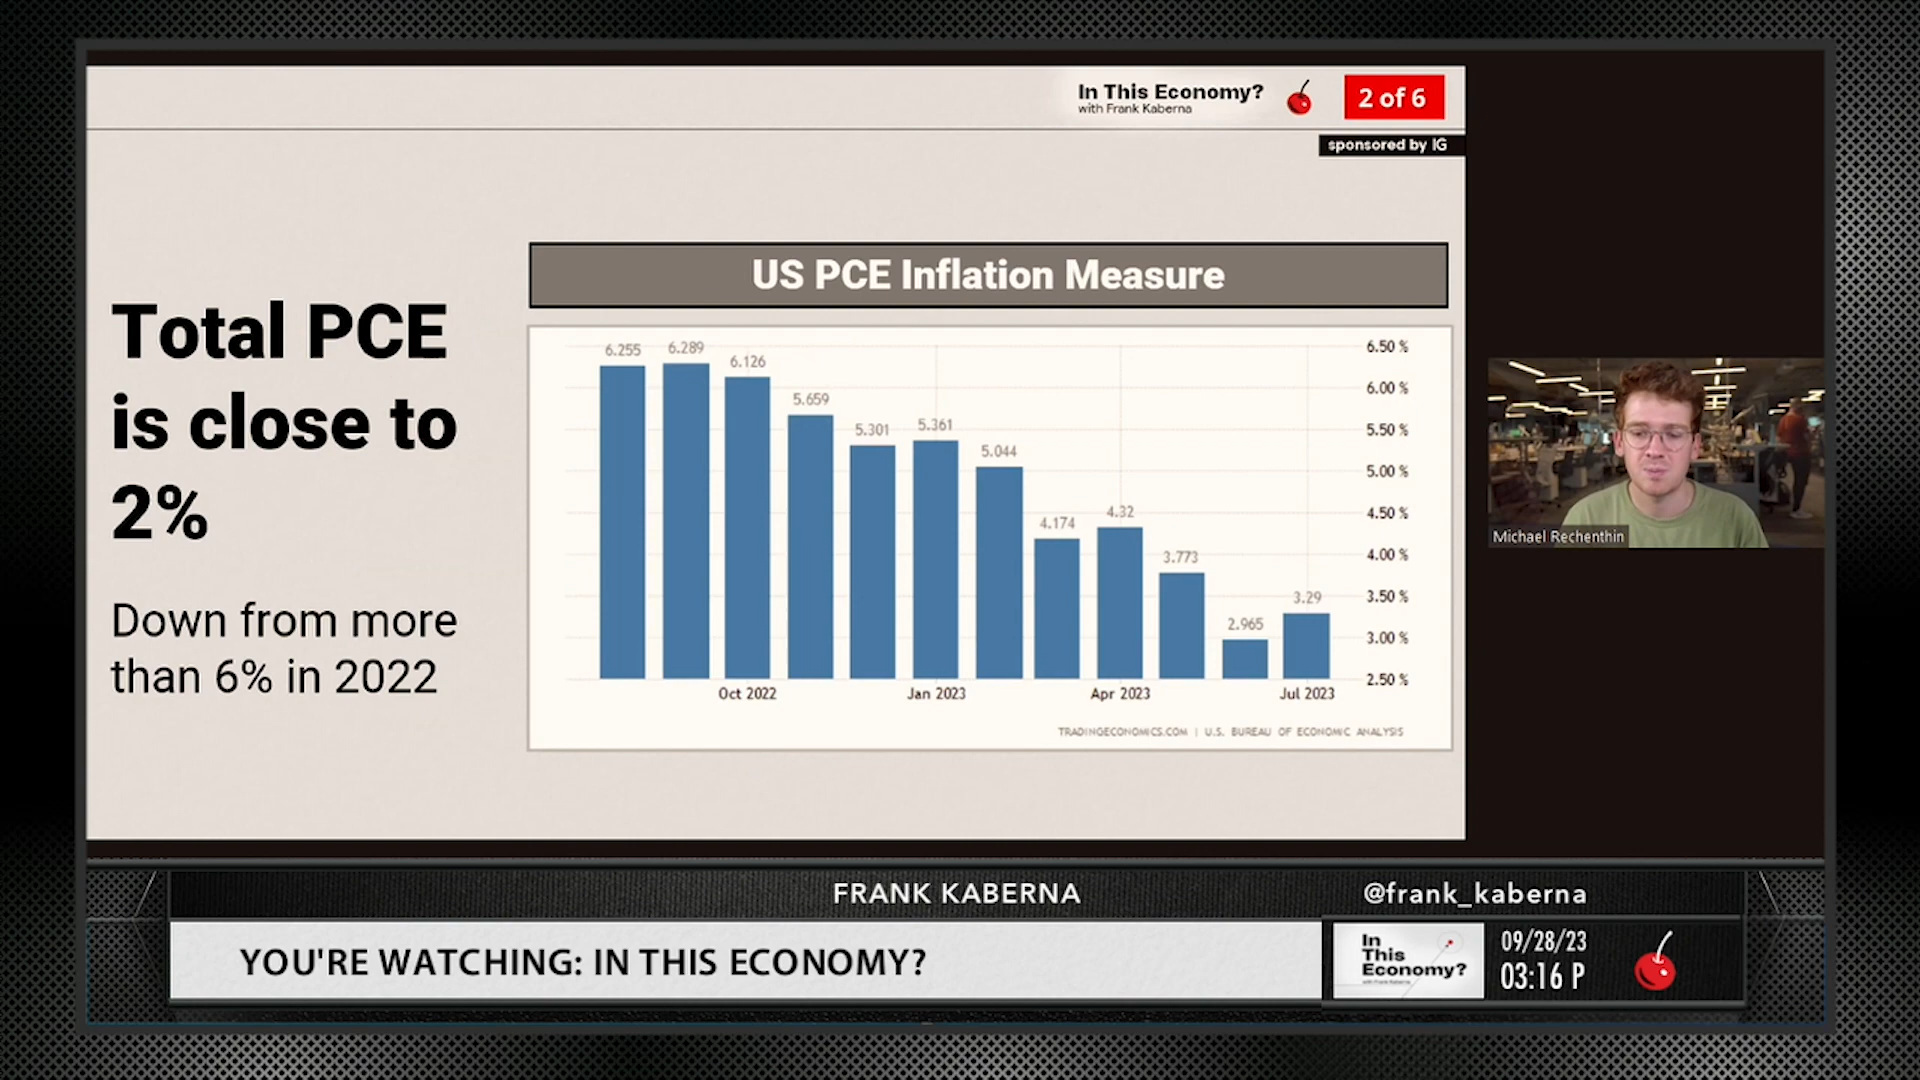 In This Economy?
with Frank Kaberna
2 of 6
sponsored by IG
Total PCE
is close to
2%
Down from more
than 6% in 2022
US PCE Inflation Measure
6.255
6.289
6.126
5.659
5.301
5.361
5.044
4.174
4.32
3.773
2.965
3.29
6.50 %
6.00 %
5.50 %
5.00 %
4.50 %
4.00 %
3.50 %
3.00 %
2.50 %
Oct 2022
Jan 2023
Apr 2023
Jul 2023
TRADINGECONOMICS.COM | U.S. BUREAU OF ECONOMIC ANALYSIS
Michael Rechenthin
FRANK KABERNA
@frank_kaberna
YOU'RE WATCHING: IN THIS ECONOMY?
In
This
Economy?
with Frank Kaberna
09/28/23
03:16 P